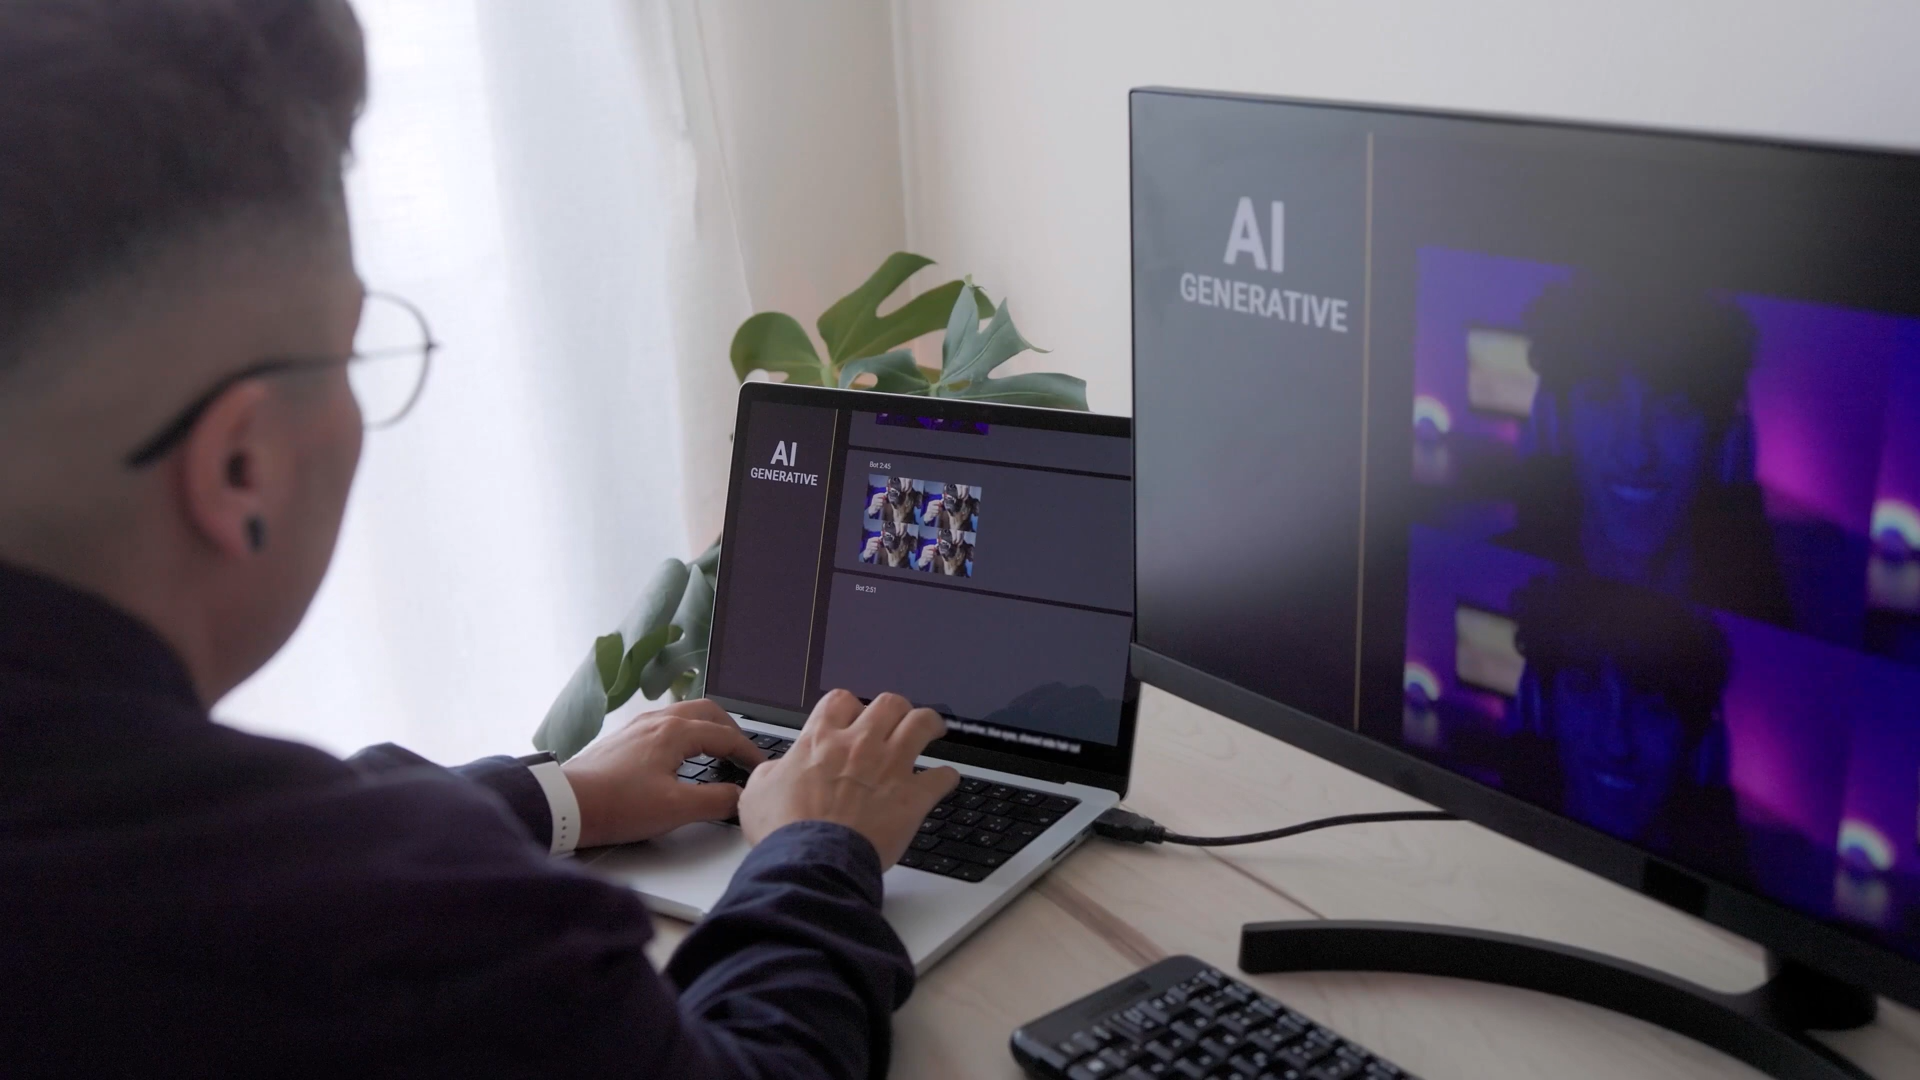 AI
GENERATIVE
Bot 2:45
Bot 2:51
AI
GENERATIVE